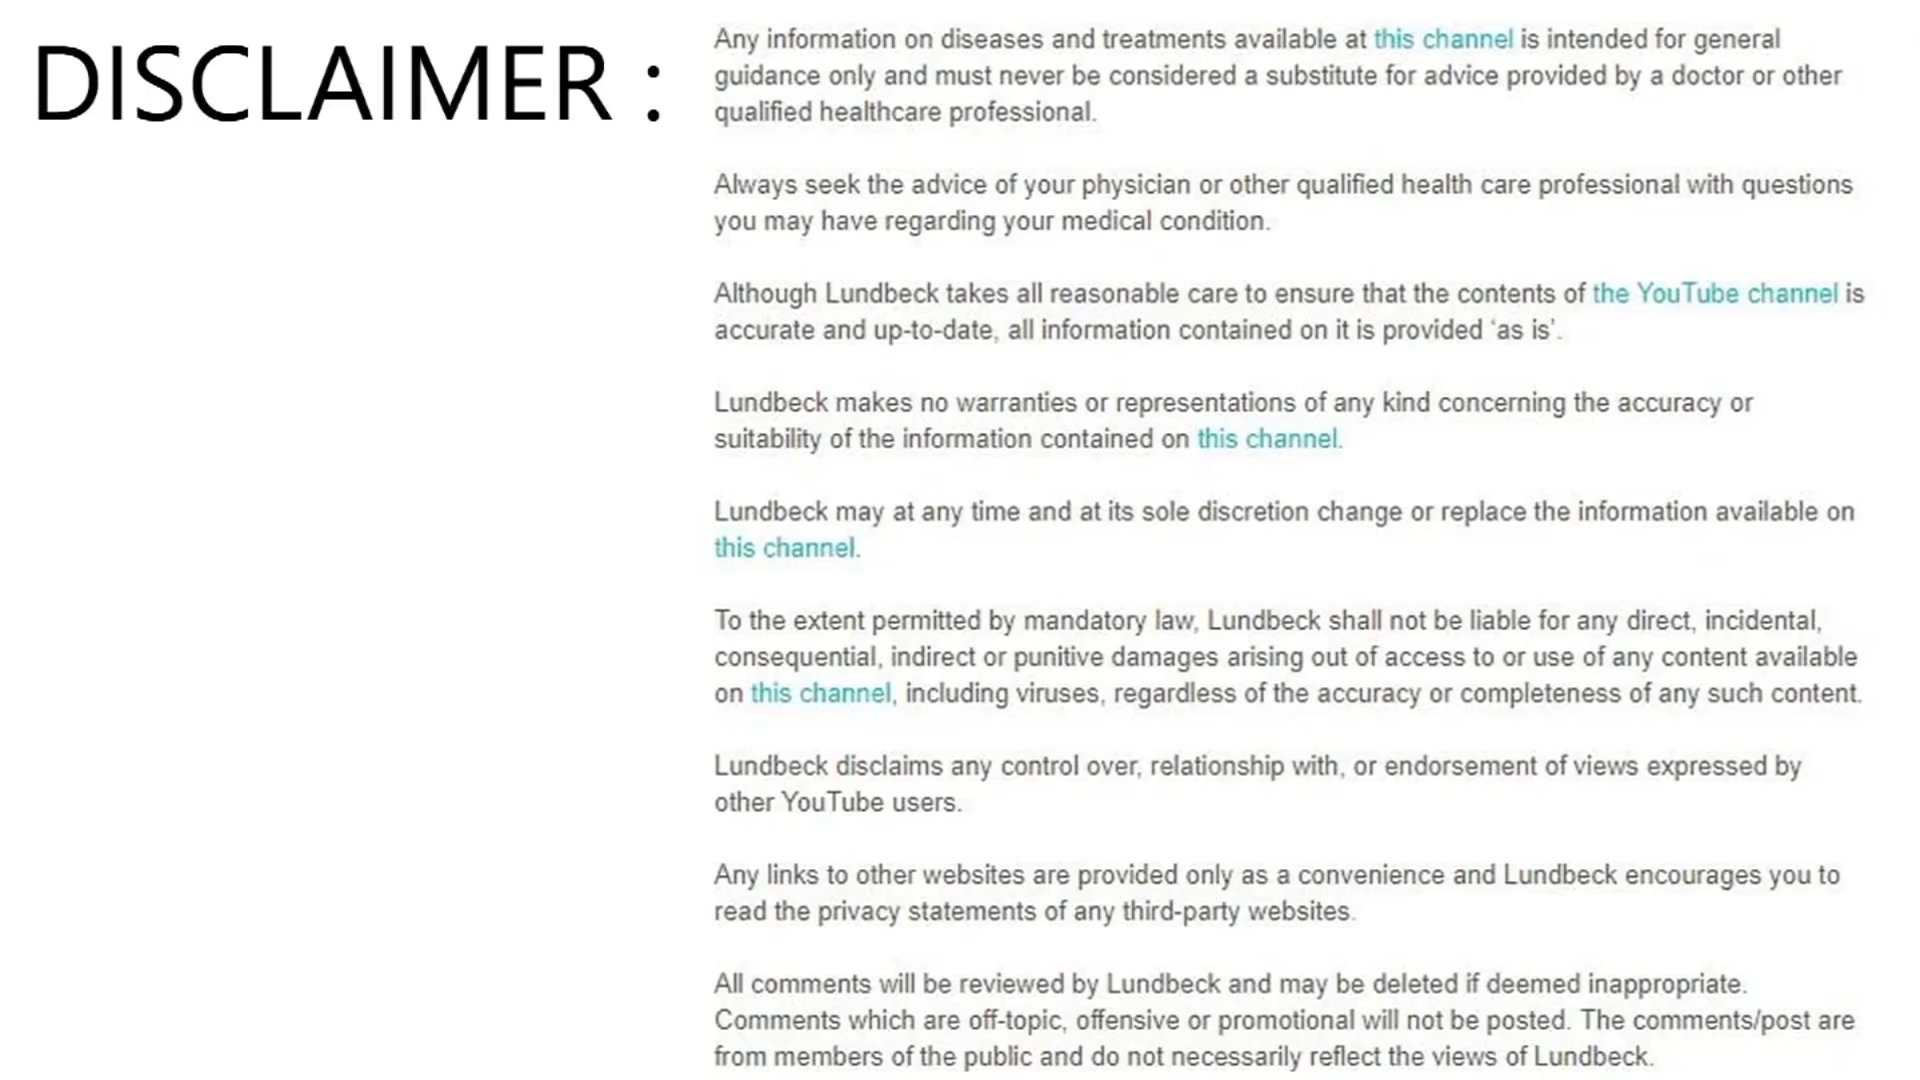 DISCLAIMER :
Any information on diseases and treatments available at this channel is intended for general
guidance only and must never be considered a substitute for advice provided by a doctor or other
qualified healthcare professional.
Always seek the advice of your physician or other qualified health care professional with questions
you may have regarding your medical condition.
Although Lundbeck takes all reasonable care to ensure that the contents of the YouTube channel is
accurate and up-to-date, all information contained on it is provided 'as is'.
Lundbeck makes no warranties or representations of any kind concerning the accuracy or
suitability of the information contained on this channel.
Lundbeck may at any time and at its sole discretion change or replace the information available on
this channel.
To the extent permitted by mandatory law, Lundbeck shall not be liable for any direct, incidental,
consequential, indirect or punitive damages arising out of access to or use of any content available
on this channel, including viruses, regardless of the accuracy or completeness of any such content.
Lundbeck disclaims any control over, relationship with, or endorsement of views expressed by
other YouTube users.
Any links to other websites are provided only as a convenience and Lundbeck encourages you to
read the privacy statements of any third-party websites.
All comments will be reviewed by Lundbeck and may be deleted if deemed inappropriate.
Comments which are off-topic, offensive or promotional will not be posted. The comments/post are
from members of the public and do not necessarily reflect the views of Lundbeck.